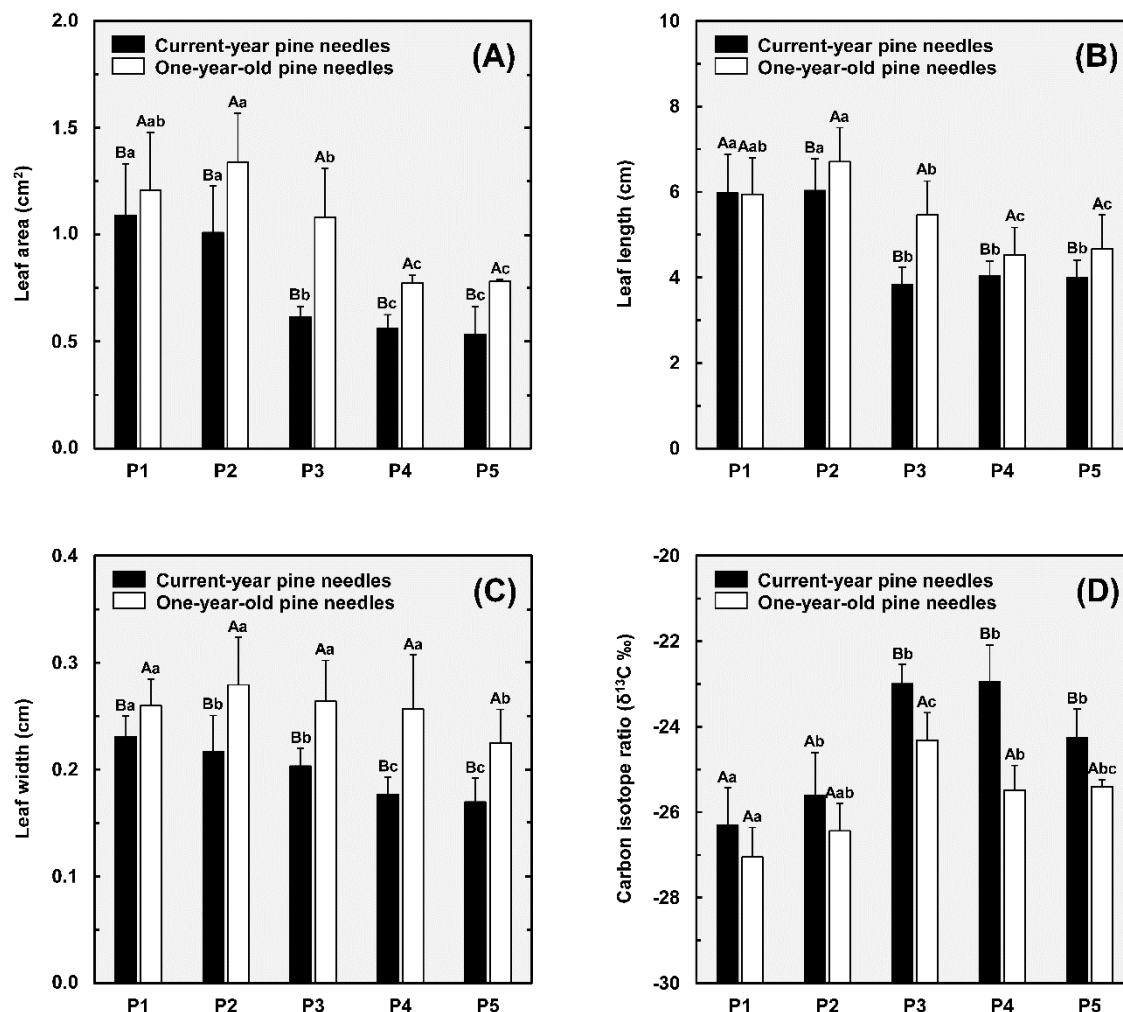 2.0
1.5
1.0
0.5
0.0
Leaf area (cm²)
Current-year pine needles
One-year-old pine needles
(A)
Ba Aab Ba Aa Bb Ab Bc Ac Bc Ac
P1 P2 P3 P4 P5
10
8
6
4
2
0
Leaf length (cm)
Current-year pine needles
One-year-old pine needles
(B)
Aa Aab Ba Aa Bb Ab Bb Ac Bb Ac
P1 P2 P3 P4 P5
0.4
0.3
0.2
0.1
0.0
Leaf width (cm)
Current-year pine needles
One-year-old pine needles
(C)
Ba Aa Bb Aa Bb Aa Bc Aa Bc Ab
P1 P2 P3 P4 P5
-20
-22
-24
-26
-28
-30
Carbon isotope ratio (δ¹³C ‰)
Current-year pine needles
One-year-old pine needles
(D)
Aa Aa Ab Aab Bb Ac Bb Ab Bb Abc
P1 P2 P3 P4 P5